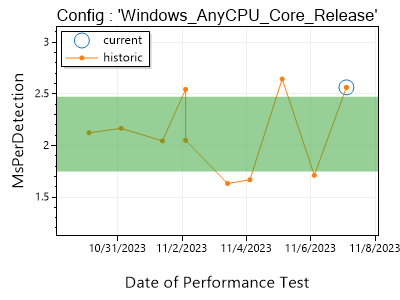 Config : 'Windows_AnyCPU_Core_Release'
current
historic
3
2.5
2
1.5
MsPerDetection
10/31/2023 11/2/2023 11/4/2023 11/6/2023 11/8/2023
Date of Performance Test